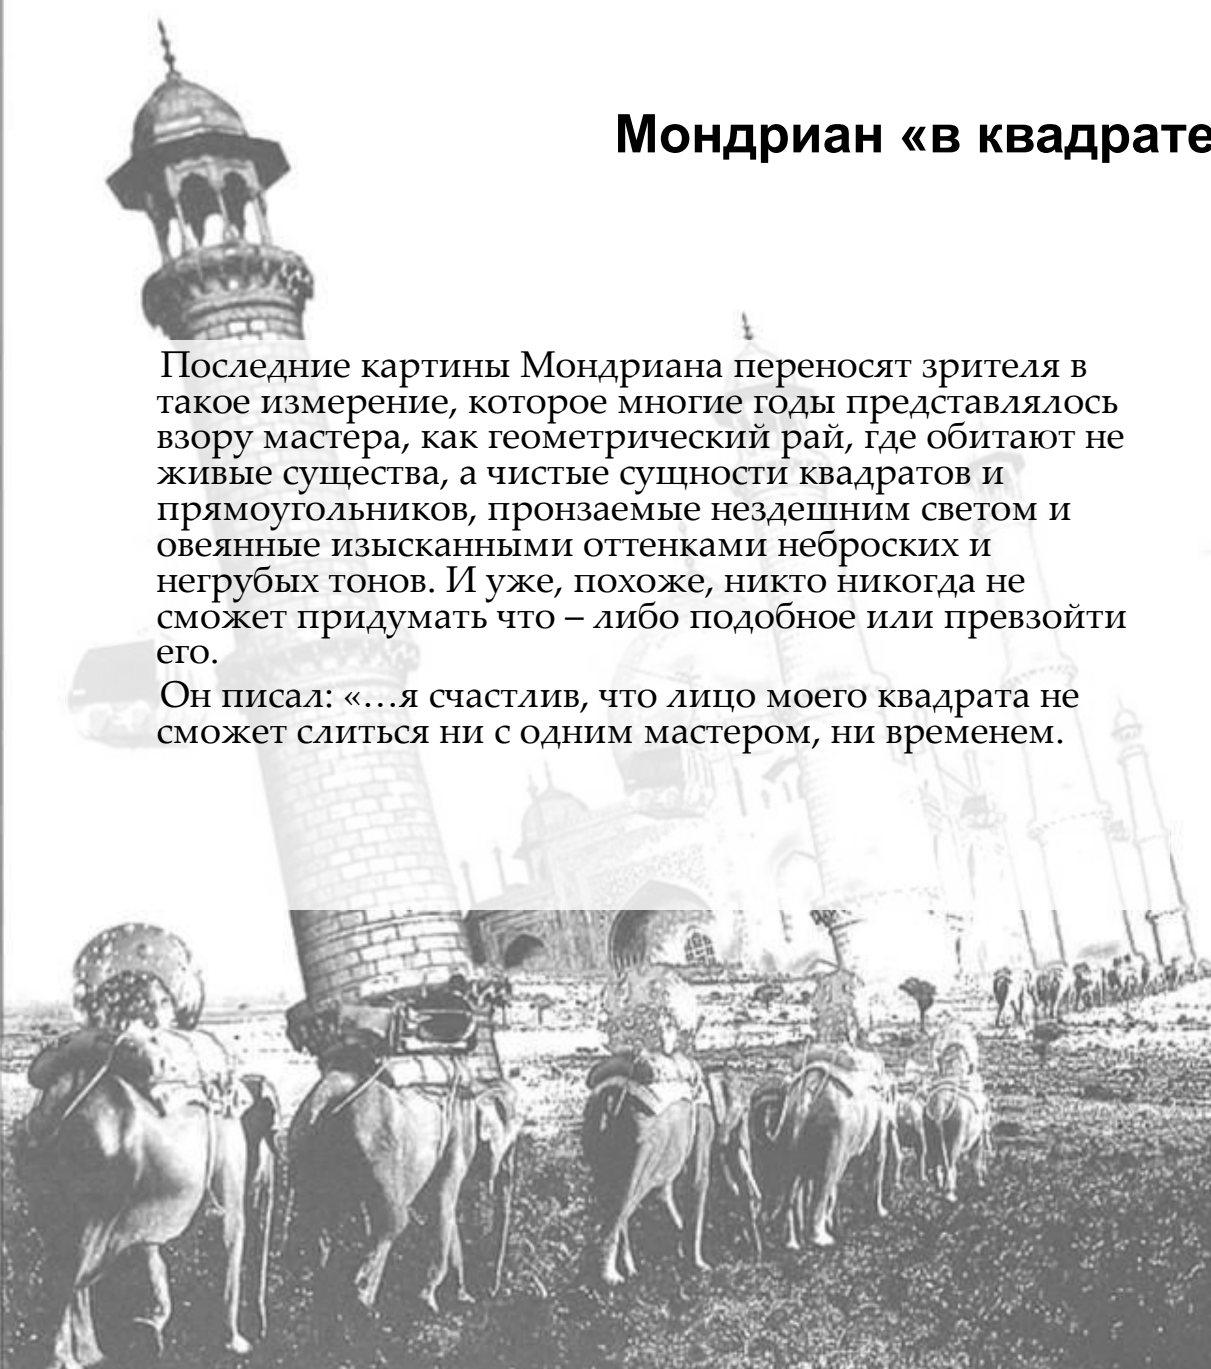 Мондриан «в квадрате
Последние картины Мондриана переносят зрителя в
такое измерение, которое многие годы представлялось
взору мастера, как геометрический рай, где обитают не
живые существа, а чистые сущности квадратов и
прямоугольников, пронзаемые нездешним светом и
овеянные изысканными оттенками неброских и
негрубых тонов. И уже, похоже, никто никогда не
сможет придумать что – либо подобное или превзойти
его.
Он писал: «…я счастлив, что лицо моего квадрата не
сможет слиться ни с одним мастером, ни временем.